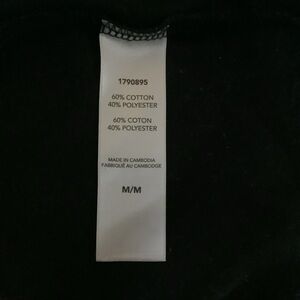 1790895
60% COTTON
40% POLYESTER
60% COTON
40% POLYESTER
MADE IN CAMBODIA
FABRIQUÉ AU CAMBODGE
M/M